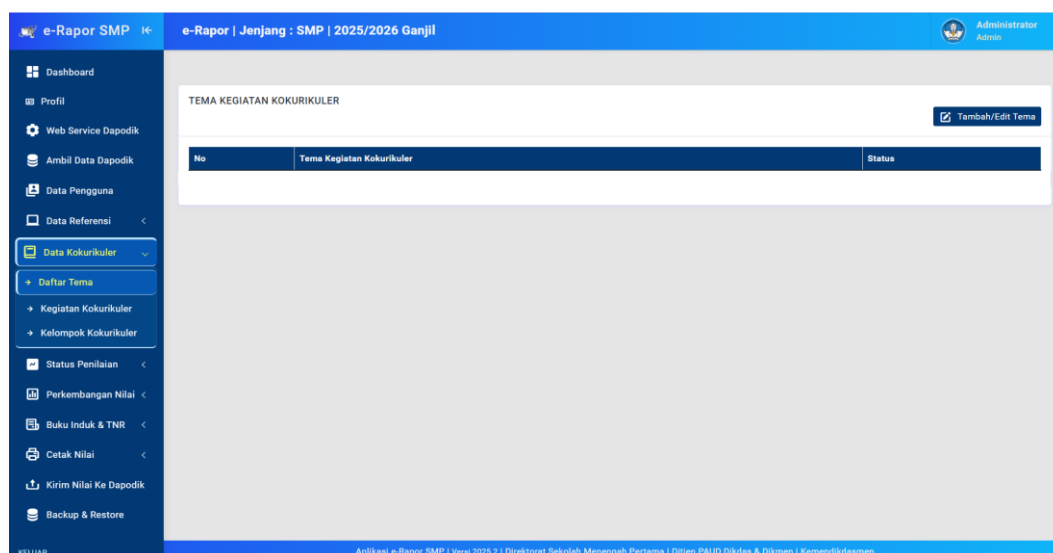 e-Rapor SMP
e-Rapor | Jenjang : SMP | 2025/2026 Ganjil
Administrator
Admin
Dashboard
Profil
Web Service Dapodik
Ambil Data Dapodik
Data Pengguna
Data Referensi
Data Kokurikuler
Daftar Tema
Kegiatan Kokurikuler
Kelompok Kokurikuler
Status Penilaian
Perkembangan Nilai
Buku Induk & TNR
Cetak Nilai
Kirim Nilai Ke Dapodik
Backup & Restore
KELUAR
TEMA KEGIATAN KOKURIKULER
Tambah/Edit Tema
No Tema Kegiatan Kokurikuler Status
Aplikasi e-Rapor SMP | Versi 2025.2 | Direktorat Sekolah Menengah Pertama | Ditjen PAUD Dikdas & Dikmen | Kemendikdasmen